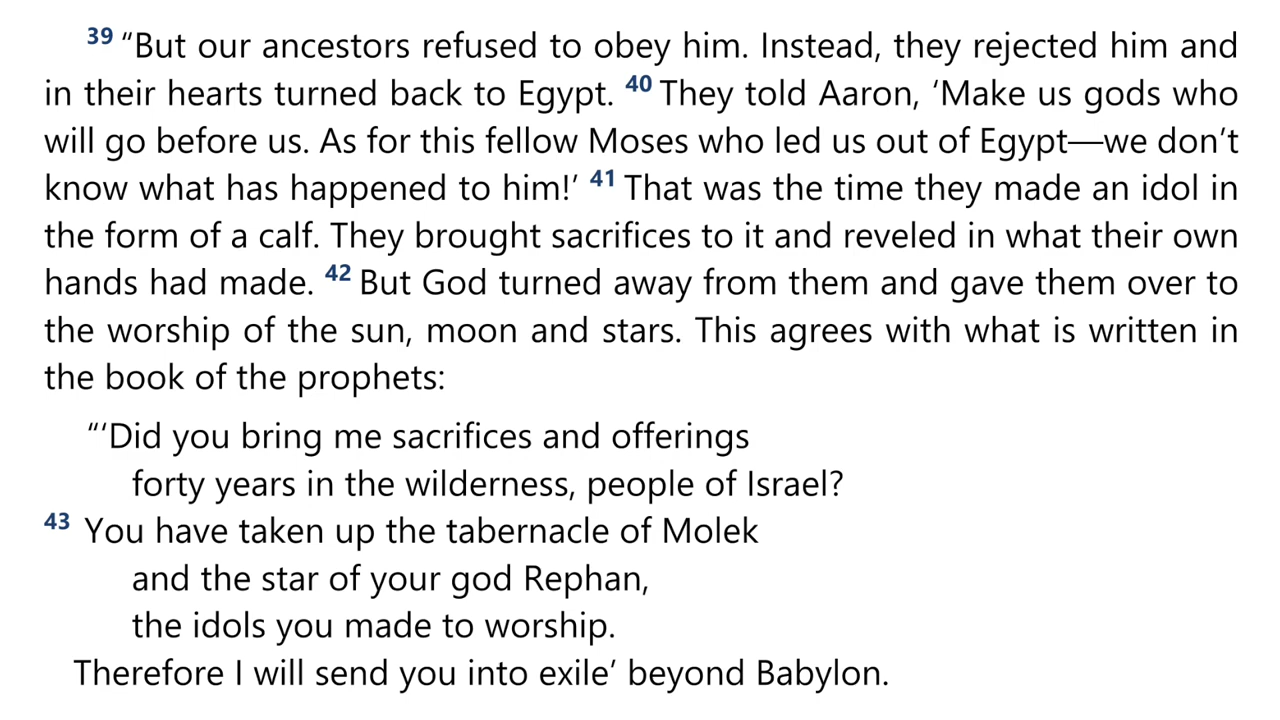 39 “But our ancestors refused to obey him. Instead, they rejected him and
in their hearts turned back to Egypt. 40 They told Aaron, ‘Make us gods who
will go before us. As for this fellow Moses who led us out of Egypt—we don’t
know what has happened to him!’ 41 That was the time they made an idol in
the form of a calf. They brought sacrifices to it and reveled in what their own
hands had made. 42 But God turned away from them and gave them over to
the worship of the sun, moon and stars. This agrees with what is written in
the book of the prophets:
“‘Did you bring me sacrifices and offerings
forty years in the wilderness, people of Israel?
43 You have taken up the tabernacle of Molek
and the star of your god Rephan,
the idols you made to worship.
Therefore I will send you into exile’ beyond Babylon.